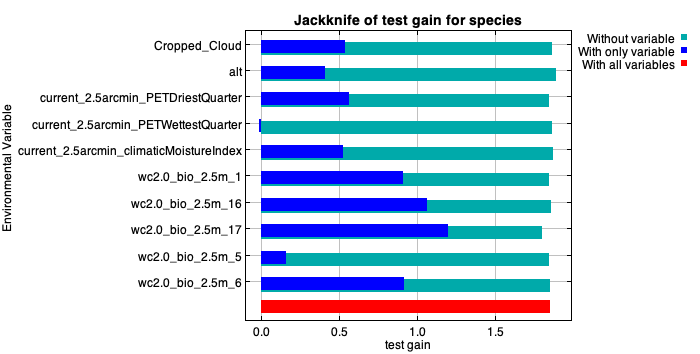 Jackknife of test gain for species
Environmental Variable
Cropped_Cloud
alt
current_2.5arcmin_PETDriestQuarter
current_2.5arcmin_PETWettestQuarter
current_2.5arcmin_climaticMoistureIndex
wc2.0_bio_2.5m_1
wc2.0_bio_2.5m_16
wc2.0_bio_2.5m_17
wc2.0_bio_2.5m_5
wc2.0_bio_2.5m_6
0.0 0.5 1.0 1.5
test gain
Without variable
With only variable
With all variables